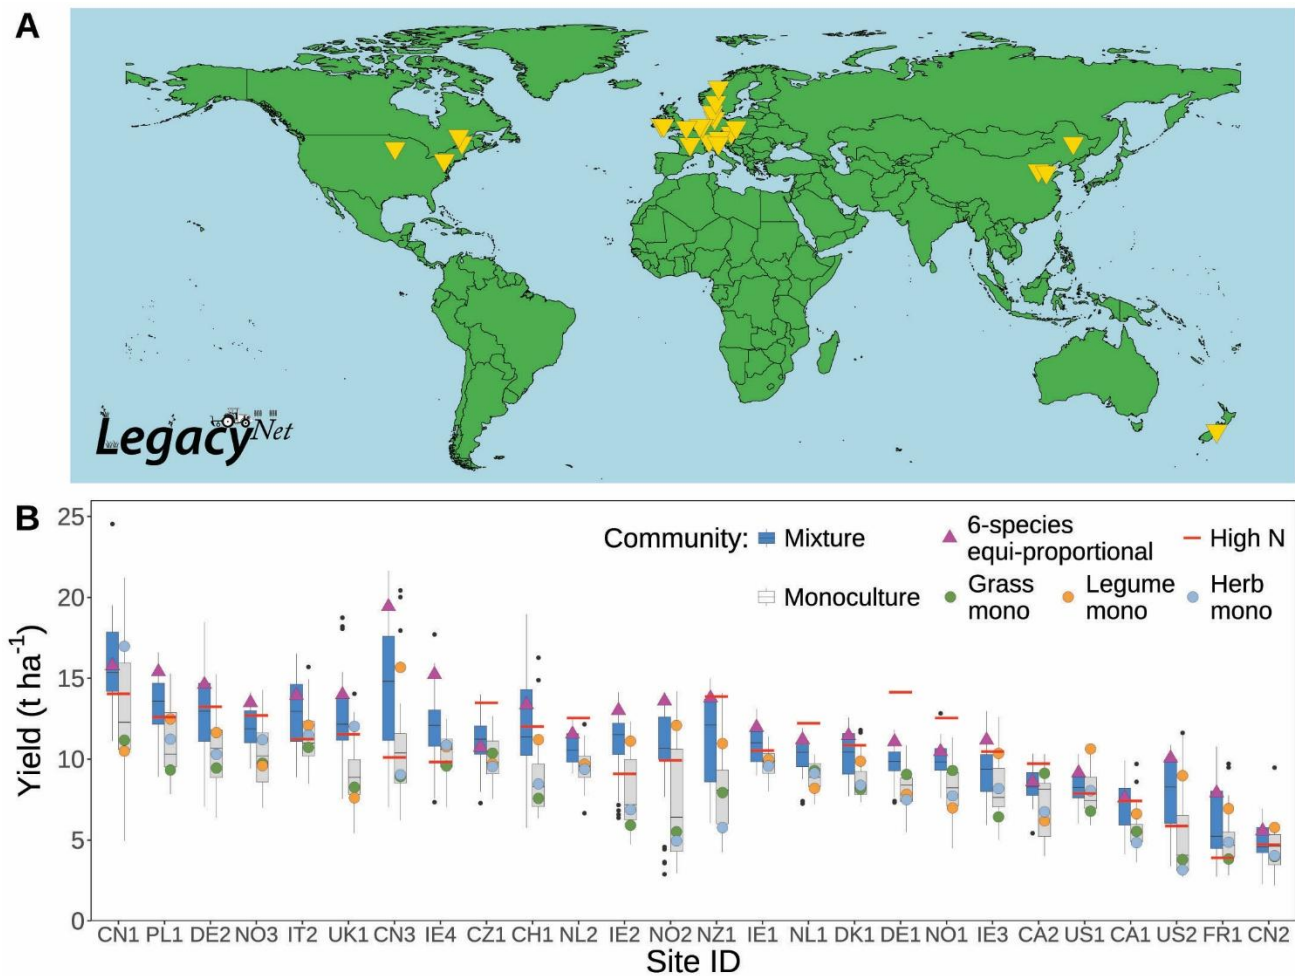 A
LegacyNet
B
25
20
15
10
5
0
Yield (t ha⁻¹)
Community:
Mixture
6-species
equi-proportional
High N
Monoculture
Grass
mono
Legume
mono
Herb
mono
CN1 PL1 DE2 NO3 IT2 UK1 CN3 IE4 CZ1 CH1 NL2 IE2 NO2 NZ1 IE1 NL1 DK1 DE1 NO1 IE3 CA2 US1 CA1 US2 FR1 CN2
Site ID